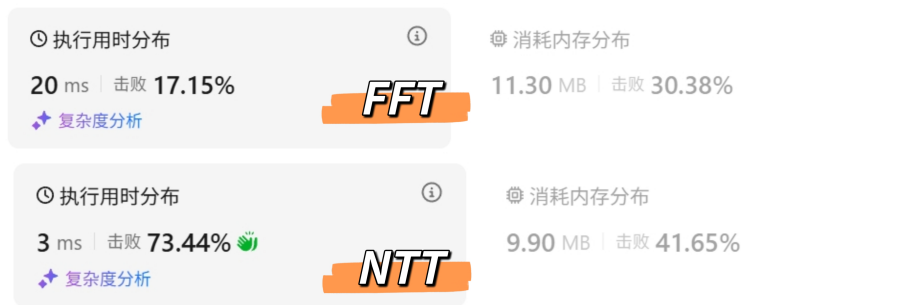 执行用时分布
消耗内存分布
20 ms 击败 17.15%
11.30 MB 击败 30.38%
FFT
复杂度分析
执行用时分布
消耗内存分布
3 ms 击败 73.44%
9.90 MB 击败 41.65%
NTT
复杂度分析